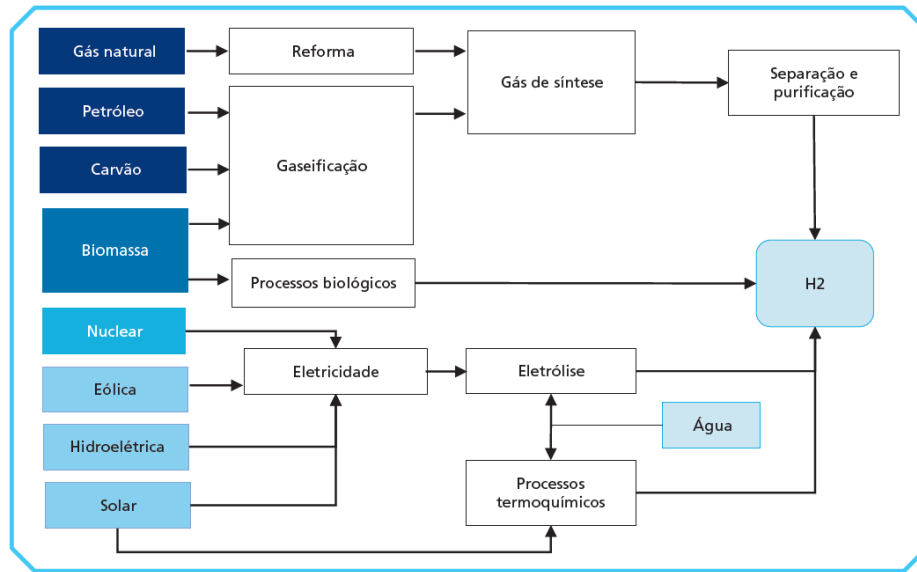 Gás natural
Reforma
Gás de síntese
Separação e
purificação
Petróleo
Carvão
Gaseificação
Biomassa
Processos biológicos
H2
Nuclear
Eletricidade
Eletrólise
Eólica
Hidroelétrica
Água
Solar
Processos
termoquímicos